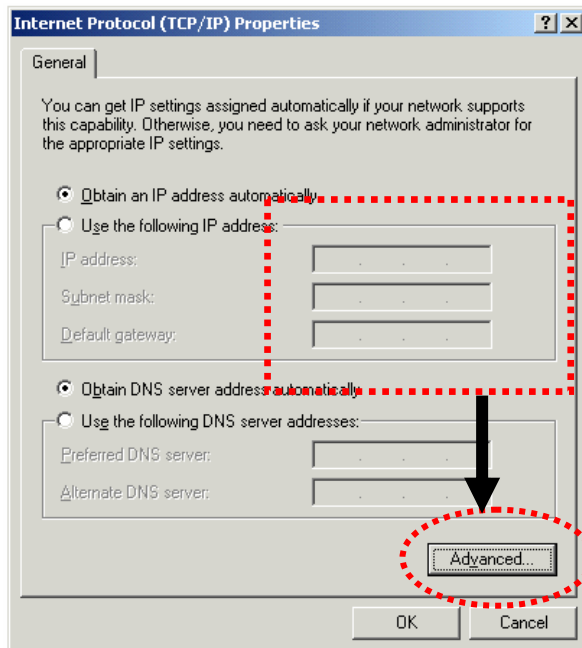 Internet Protocol (TCP/IP) Properties
General
You can get IP settings assigned automatically if your network supports
this capability. Otherwise, you need to ask your network administrator for
the appropriate IP settings.
Obtain an IP address automatically
Use the following IP address:
IP address:
Subnet mask:
Default gateway:
Obtain DNS server address automatically
Use the following DNS server addresses:
Preferred DNS server:
Alternate DNS server:
Advanced...
OK
Cancel